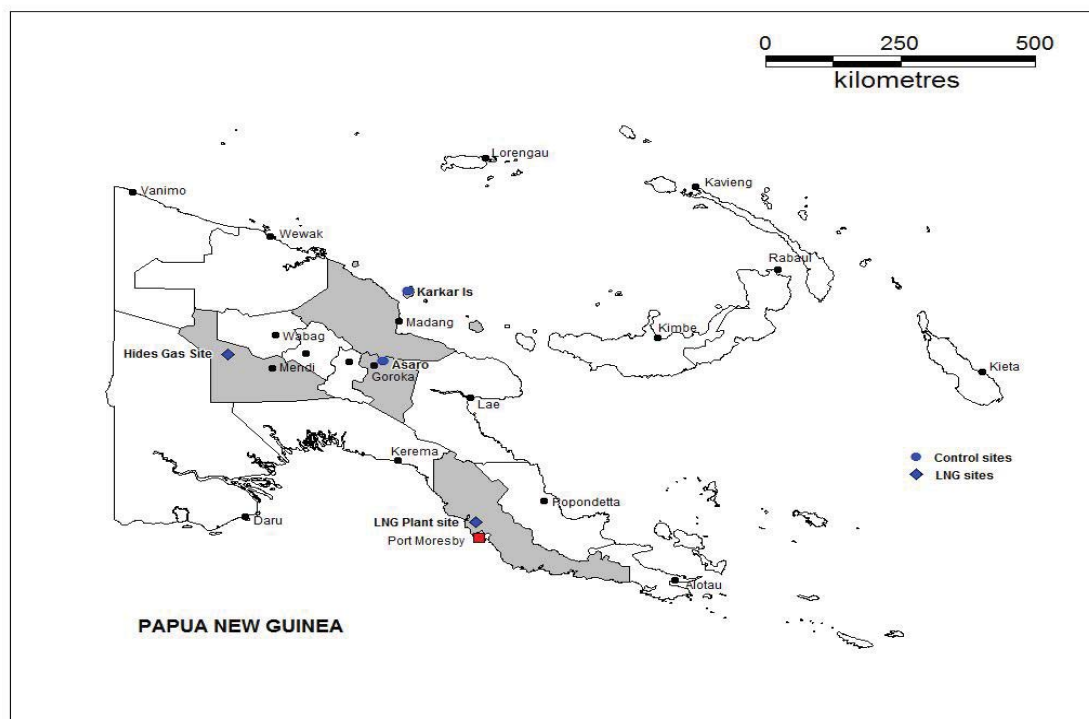 0 250 500
kilometres
Lorengau
Vanimo
Kavieng
Wewak
Rabaul
Karkar Is
Madang
Kimbe
Wabag
Hides Gas Site
Asaro
Mendi
Goroka
Kieta
Lae
Kerema
Control sites
LNG sites
Popondetta
Daru
LNG Plant site
Port Moresby
Alotau
PAPUA NEW GUINEA